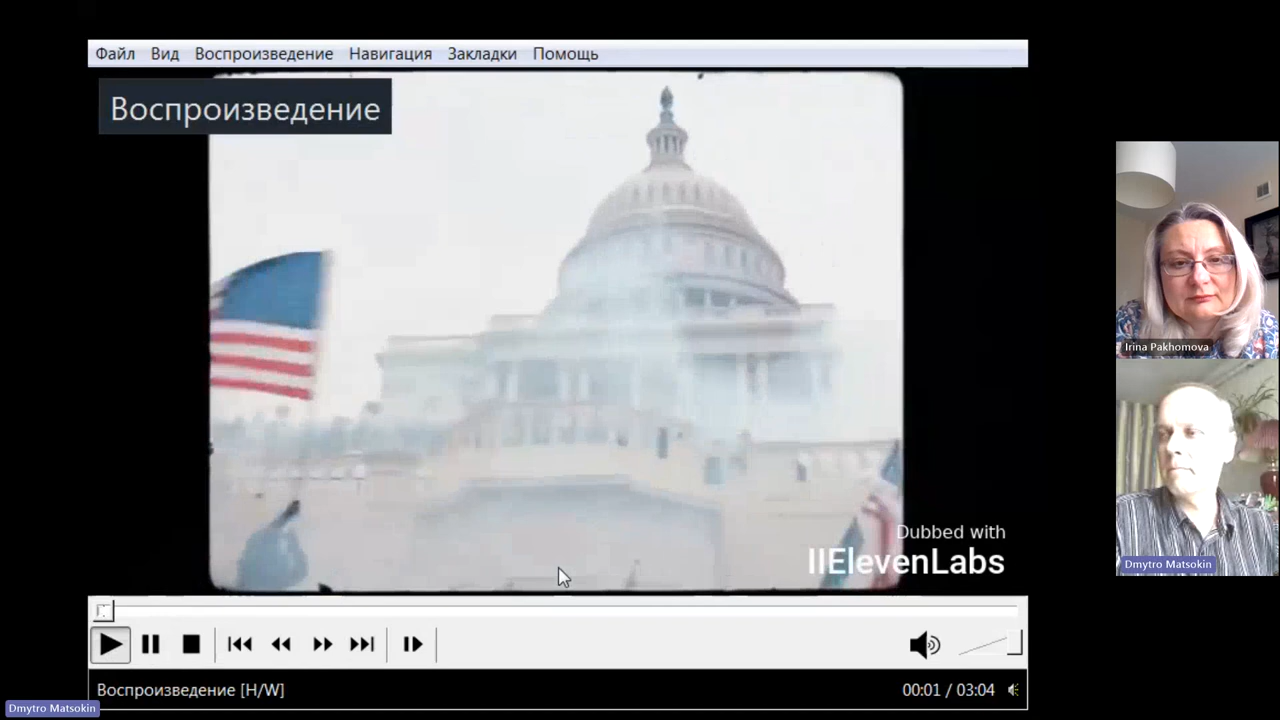 Файл Вид Воспроизведение Навигация Закладки Помощь
Воспроизведение
Dubbed with
IIElevenLabs
Воспроизведение [H/W]
00:01 / 03:04
Irina Pakhomova
Dmytro Matsokin
Dmytro Matsokin